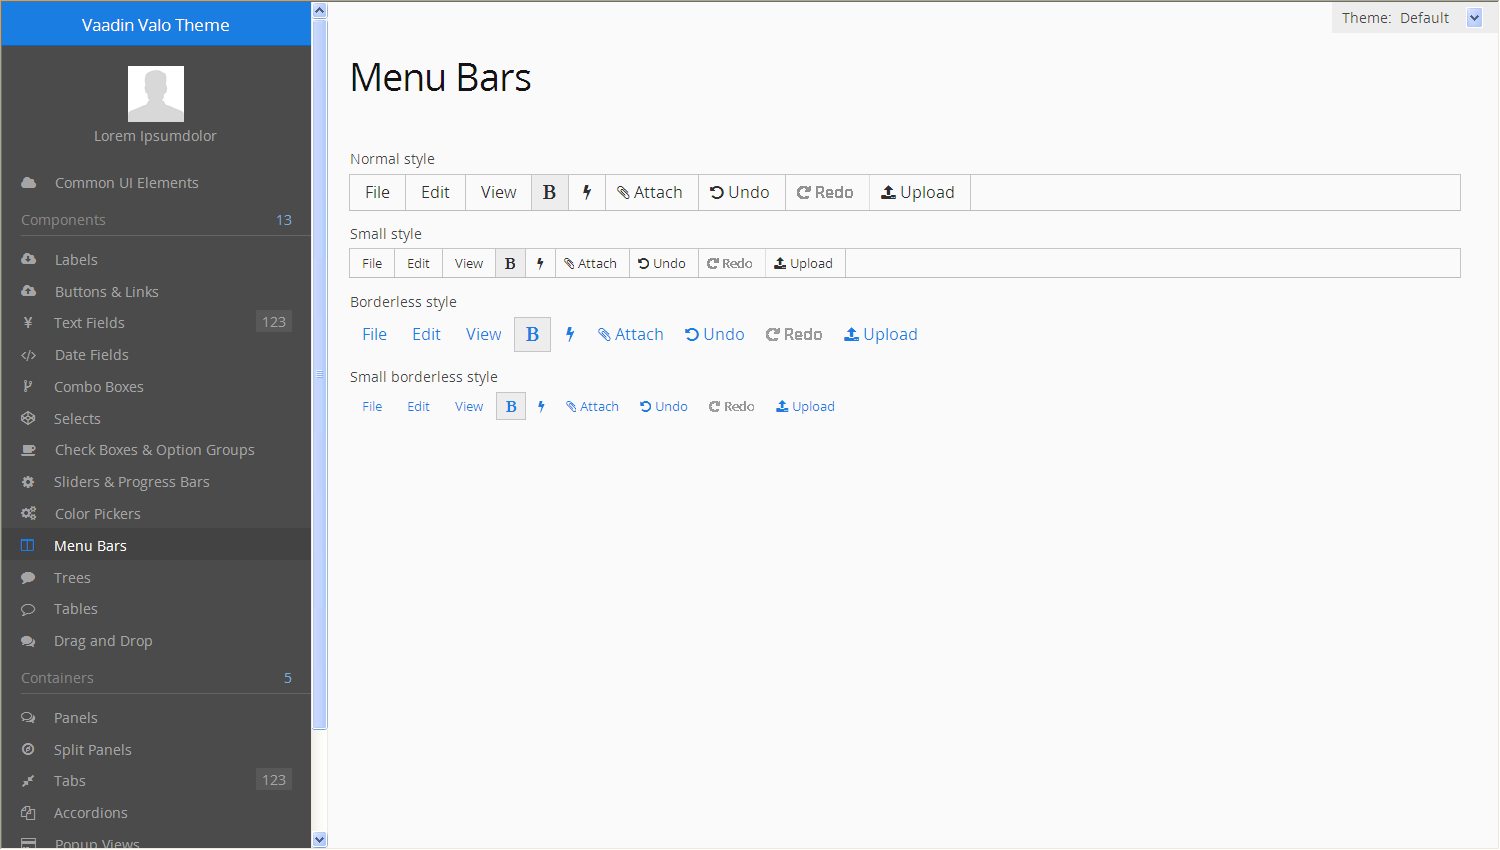 Vaadin Valo Theme
Lorem Ipsumdolor
Common UI Elements
Components 13
Labels
Buttons & Links
Text Fields 123
Date Fields
Combo Boxes
Selects
Check Boxes & Option Groups
Sliders & Progress Bars
Color Pickers
Menu Bars
Trees
Tables
Drag and Drop
Containers 5
Panels
Split Panels
Tabs 123
Accordions
Popup Views
Theme: Default
Menu Bars
Normal style
File Edit View B Attach Undo Redo Upload
Small style
File Edit View B Attach Undo Redo Upload
Borderless style
File Edit View B Attach Undo Redo Upload
Small borderless style
File Edit View B Attach Undo Redo Upload